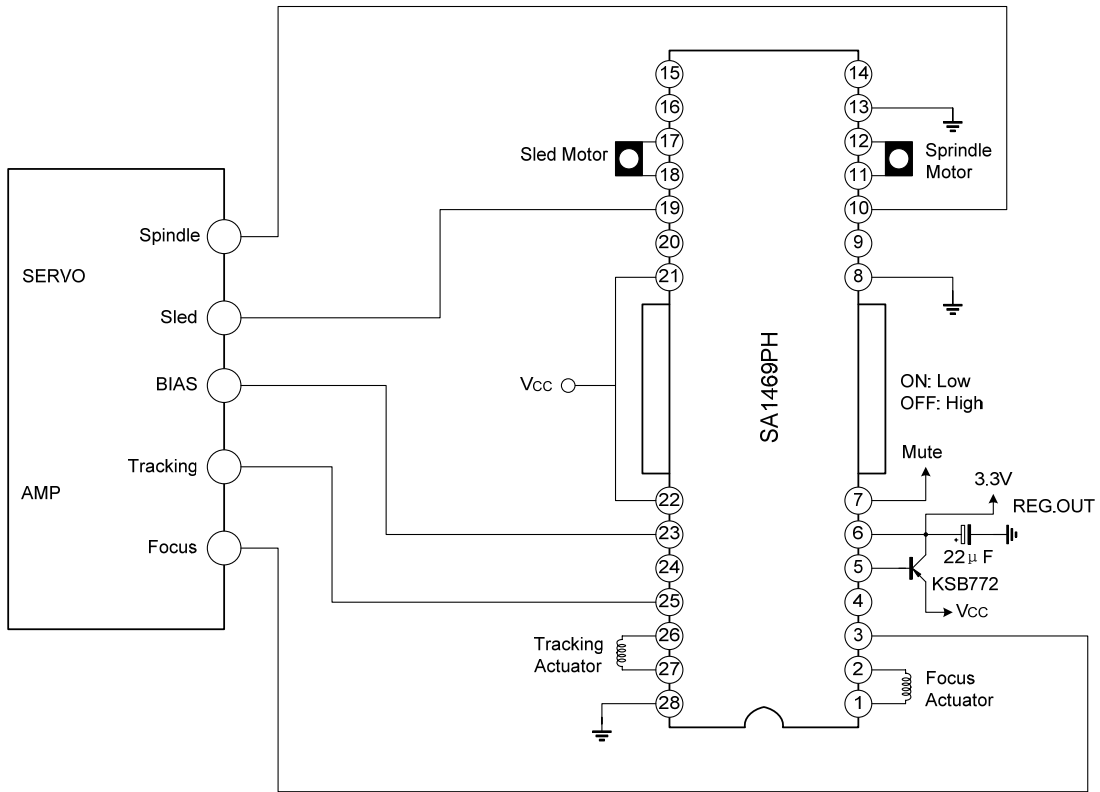 15
16
17
18
19
20
21
22
23
24
25
26
27
28
14
13
12
11
10
9
8
7
6
5
4
3
2
1
Sled Motor
Sprindle
Motor
Spindle
SERVO
Sled
BIAS
Tracking
AMP
Focus
VCC
SA1469PH
ON: Low
OFF: High
Mute
3.3V
REG.OUT
+
22μF
KSB772
VCC
Tracking
Actuator
Focus
Actuator